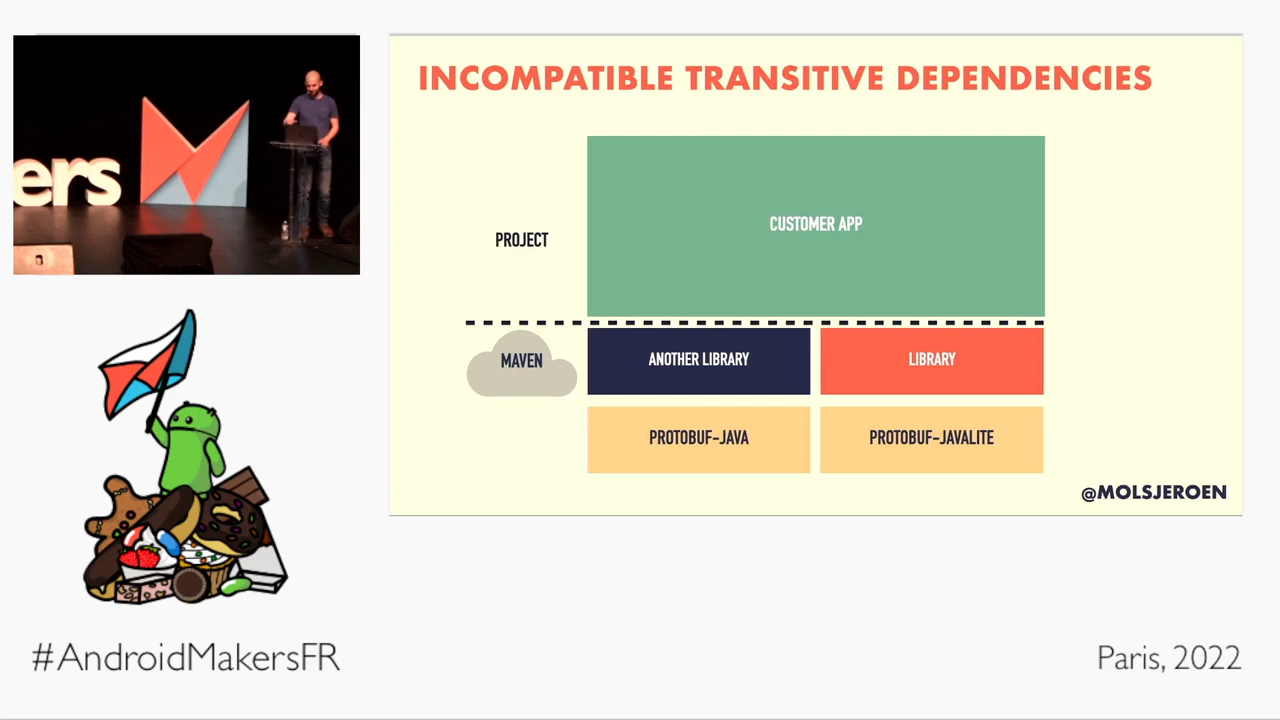 ers
INCOMPATIBLE TRANSITIVE DEPENDENCIES
CUSTOMER APP
PROJECT
MAVEN
ANOTHER LIBRARY
LIBRARY
PROTOBUF-JAVA
PROTOBUF-JAVALITE
@MOLSJEROEN
#AndroidMakersFR
Paris, 2022